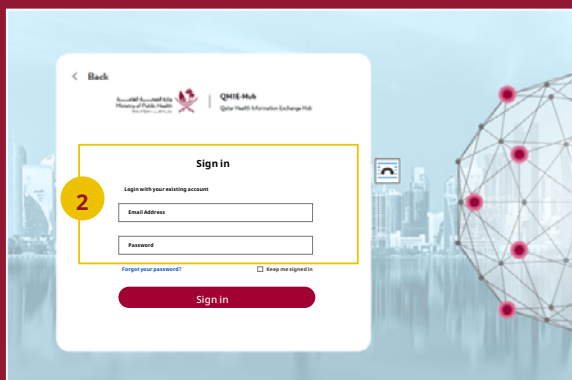 Back
Ministry of Public Health
QHIE-Hub
Qatar Health Information Exchange Hub
Sign in
2
Login with your existing account
Email Address
Password
Forgot your password?
Keep me signed in
Sign in